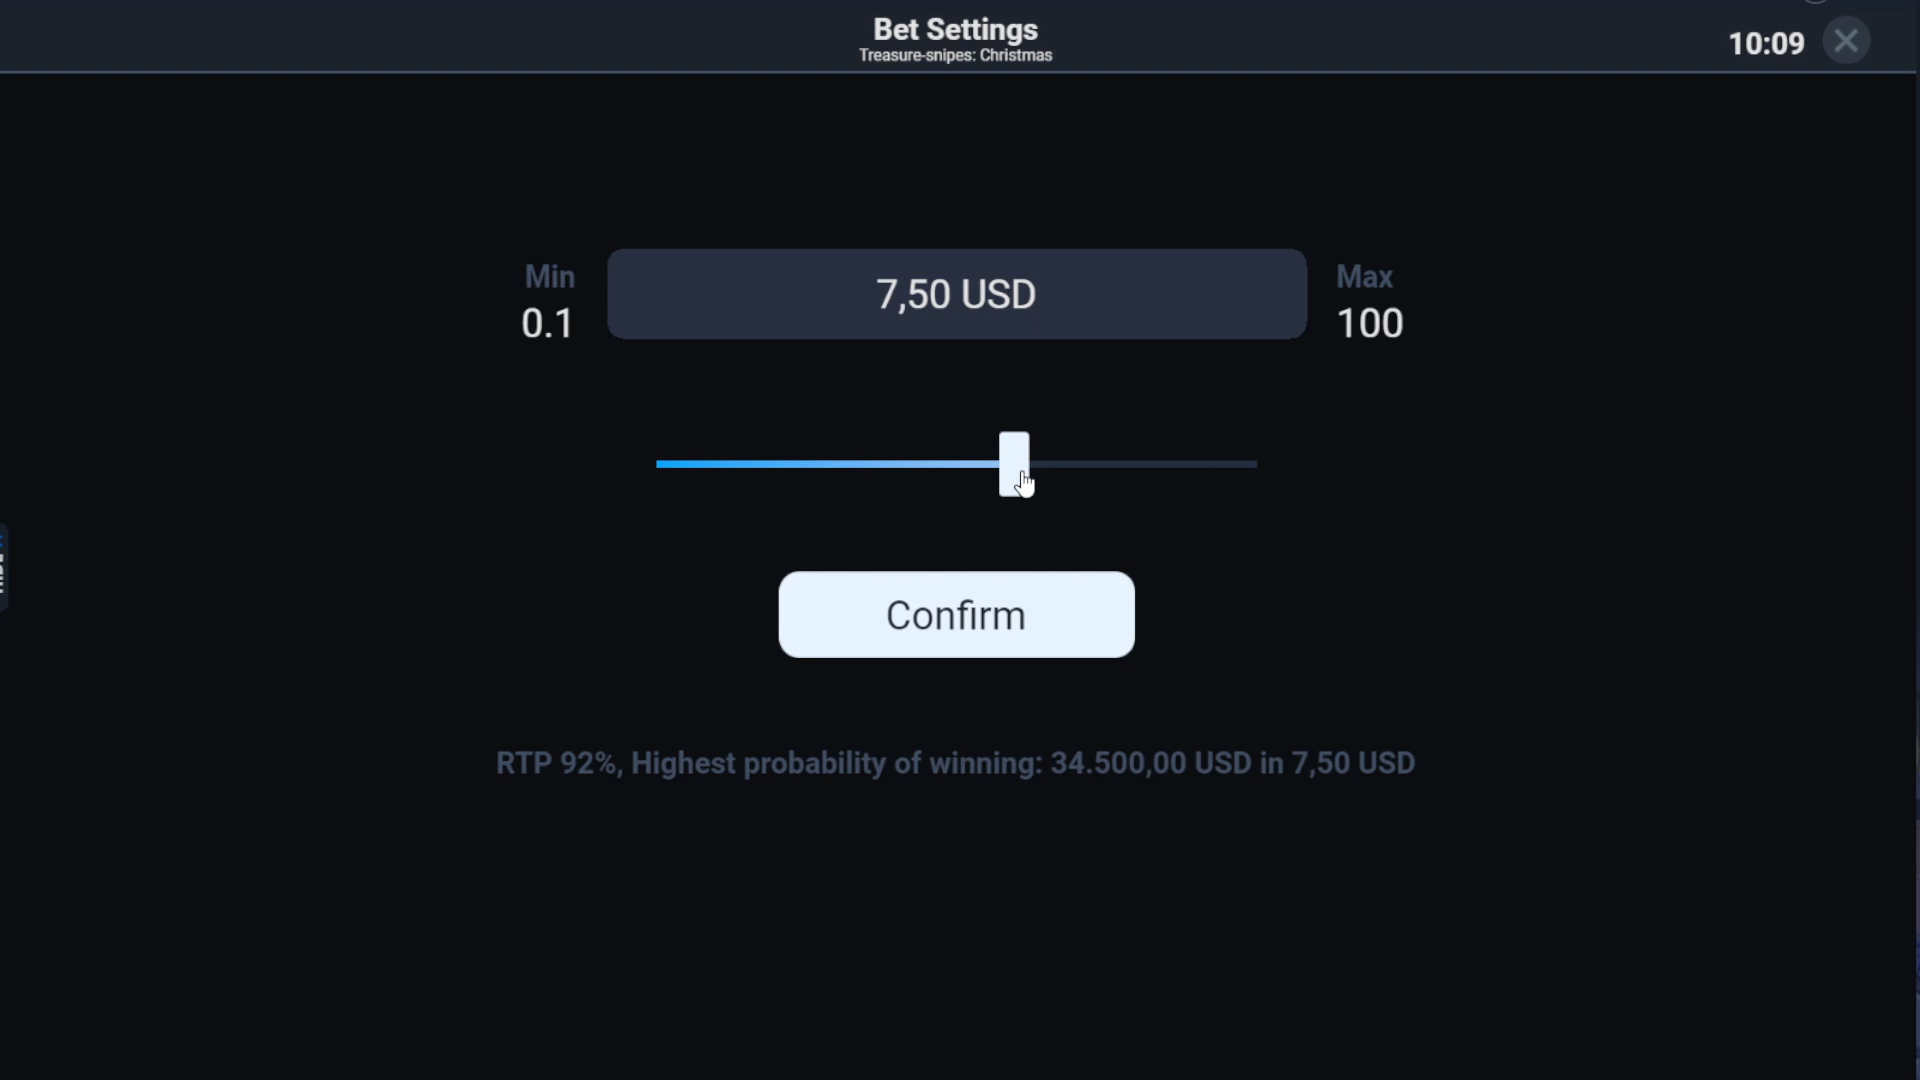 Bet Settings
Treasure-snipes: Christmas
10:09
Min
0.1
7,50 USD
Max
100
Confirm
RTP 92%, Highest probability of winning: 34.500,00 USD in 7,50 USD